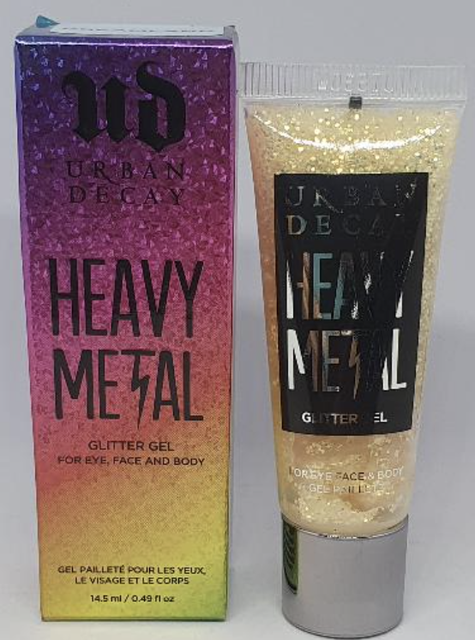 ud
URBAN
DECAY
HEAVY
METAL
GLITTER GEL
FOR EYE, FACE AND BODY
GEL PAILLETÉ POUR LES YEUX,
LE VISAGE ET LE CORPS
14.5 ml / 0.49 fl oz
URBAN
DECAY
HEAVY
METAL
GLITTER GEL
FOR EYE, FACE & BODY
GEL